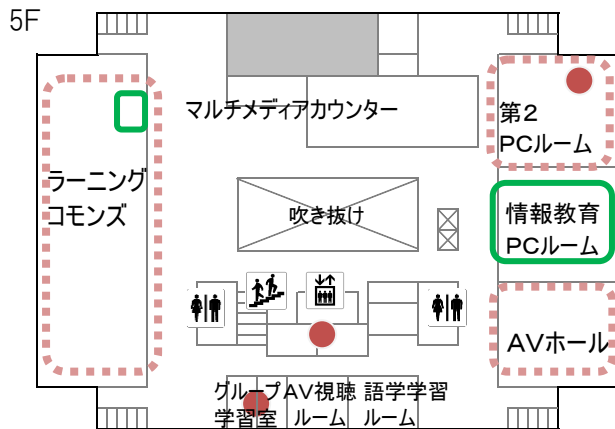 5F
マルチメディアカウンター
第2
PCルーム
ラーニング
コモンズ
吹き抜け
情報教育
PCルーム
AVホール
グループ
学習室
AV視聴
ルーム
語学学習
ルーム